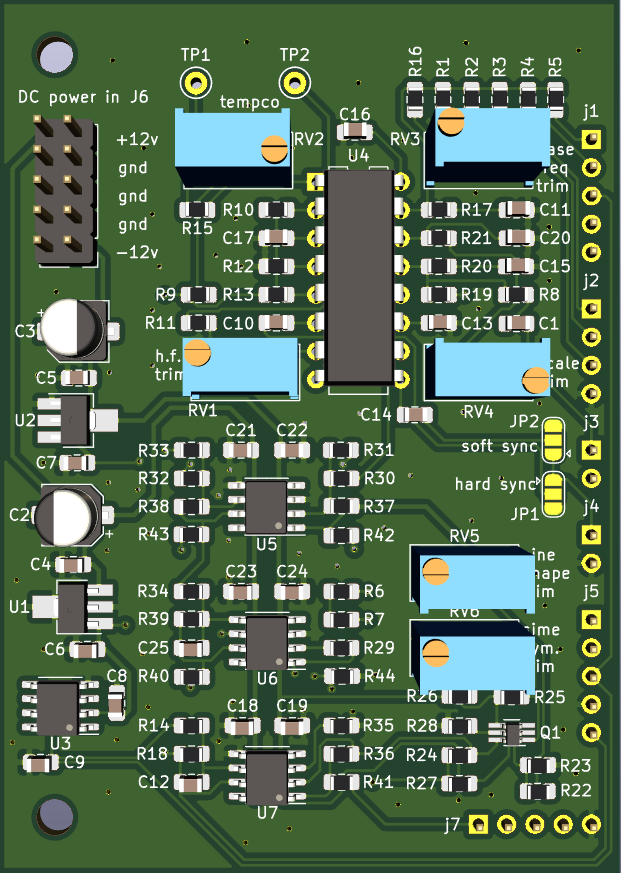 TP1
TP2
R16
R1
R2
R3
R4
R5
DC power in J6
tempco
C16
j1
+12v
RV2
U4
RV3
ase
gnd
req
trim
gnd
R10
R17
C11
R15
gnd
C17
R21
C20
-12v
R12
R20
C15
j2
R9
R13
R19
R8
C3
+
R11
C10
C13
C1
h.f.
trim
cale
im
C5
RV1
RV4
U2
C14
JP2
j3
C21
C22
soft sync
R33
R31
C7
R32
R30
hard sync
C2
R38
R37
JP1
j4
+
R43
R42
U5
RV5
ine
C4
hape
im
j5
C23
C24
U1
R34
R6
RV6
R39
R7
ime
C6
C25
R29
ym.
im
U6
C8
R40
R44
R26
R25
C18
C19
U3
R14
R35
R28
Q1
C9
R18
R36
R24
R23
C12
R41
R27
R22
U7
j7